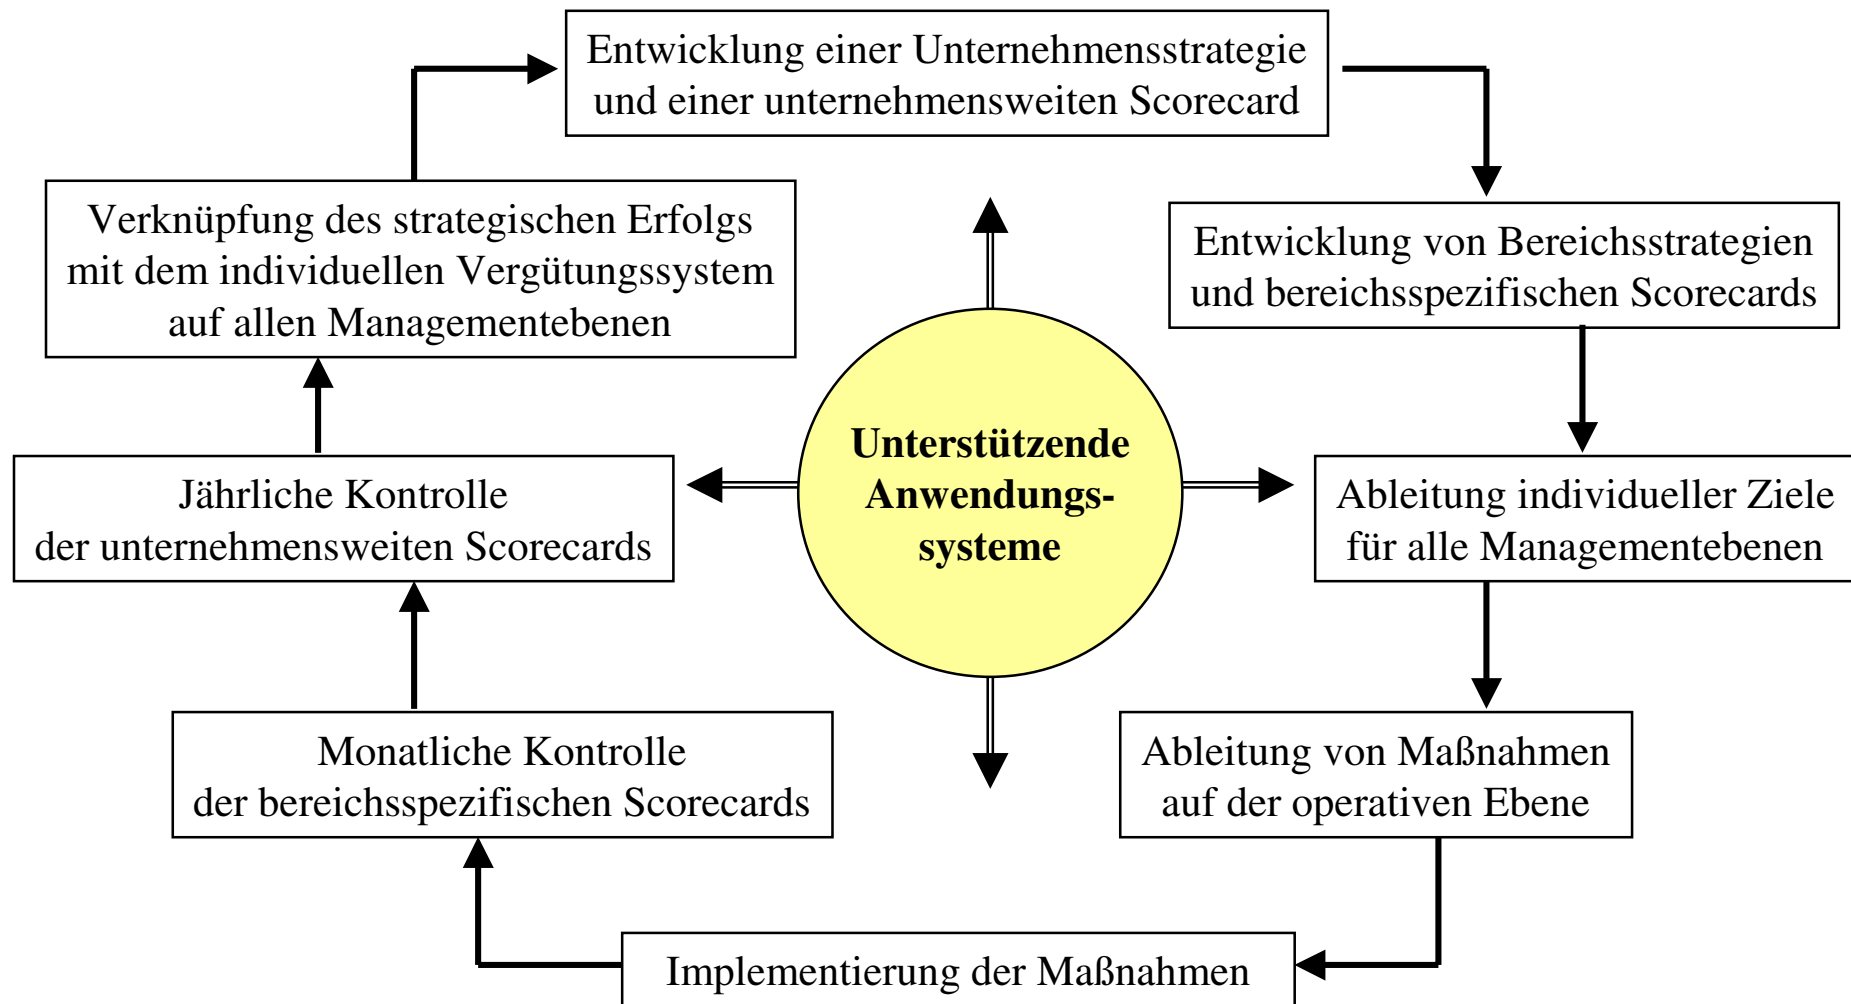 Entwicklung einer Unternehmensstrategie
und einer unternehmensweiten Scorecard
Verknüpfung des strategischen Erfolgs
mit dem individuellen Vergütungssystem
auf allen Managementebenen
Entwicklung von Bereichsstrategien
und bereichsspezifischen Scorecards
Unterstützende
Anwendungs-
systeme
Jährliche Kontrolle
der unternehmensweiten Scorecards
Ableitung individueller Ziele
für alle Managementebenen
Monatliche Kontrolle
der bereichsspezifischen Scorecards
Ableitung von Maßnahmen
auf der operativen Ebene
Implementierung der Maßnahmen